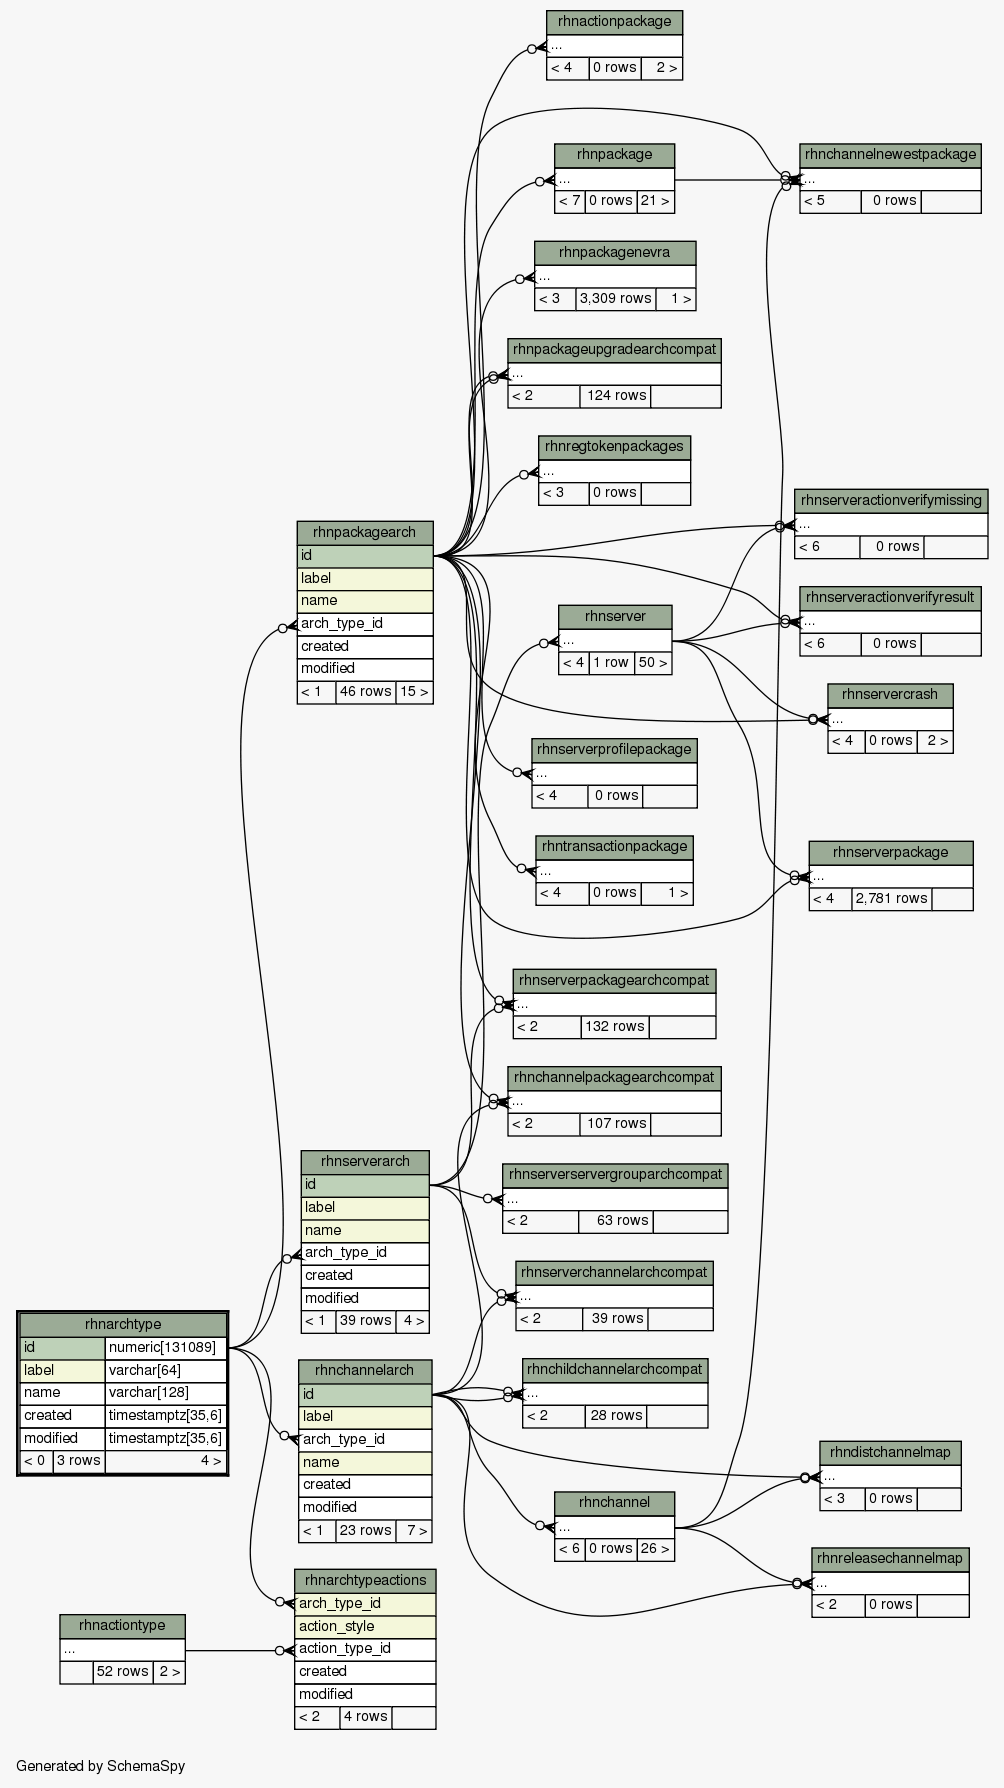 rhnactionpackage
...
< 4 0 rows 2 >
rhnpackage
...
< 7 0 rows 21 >
rhnchannelnewestpackage
...
< 5 0 rows
rhnpackagenevra
...
< 3 3,309 rows 1 >
rhnpackageupgradearchcompat
...
< 2 124 rows
rhnregtokenpackages
...
< 3 0 rows
rhnserveractionverifymissing
...
< 6 0 rows
rhnpackagearch
id
label
name
arch_type_id
created
modified
< 1 46 rows 15 >
rhnserveractionverifyresult
...
< 6 0 rows
rhnserver
...
< 4 1 row 50 >
rhnservercrash
...
< 4 0 rows 2 >
rhnserverprofilepackage
...
< 4 0 rows
rhntransactionpackage
...
< 4 0 rows 1 >
rhnserverpackage
...
< 4 2,781 rows
rhnserverpackagearchcompat
...
< 2 132 rows
rhnchannelpackagearchcompat
...
< 2 107 rows
rhnserverarch
id
label
name
arch_type_id
created
modified
< 1 39 rows 4 >
rhnserverservergrouparchcompat
...
< 2 63 rows
rhnserverchannelarchcompat
...
< 2 39 rows
rhnarchtype
id numeric[131089]
label varchar[64]
name varchar[128]
created timestamptz[35,6]
modified timestamptz[35,6]
< 0 3 rows 4 >
rhnchannelarch
id
label
arch_type_id
name
created
modified
< 1 23 rows 7 >
rhnchildchannelarchcompat
...
< 2 28 rows
rhndistchannelmap
...
< 3 0 rows
rhnchannel
...
< 6 0 rows 26 >
rhnreleasechannelmap
...
< 2 0 rows
rhnarchtypeactions
arch_type_id
action_style
action_type_id
created
modified
< 2 4 rows
rhnactiontype
...
52 rows 2 >
Generated by SchemaSpy